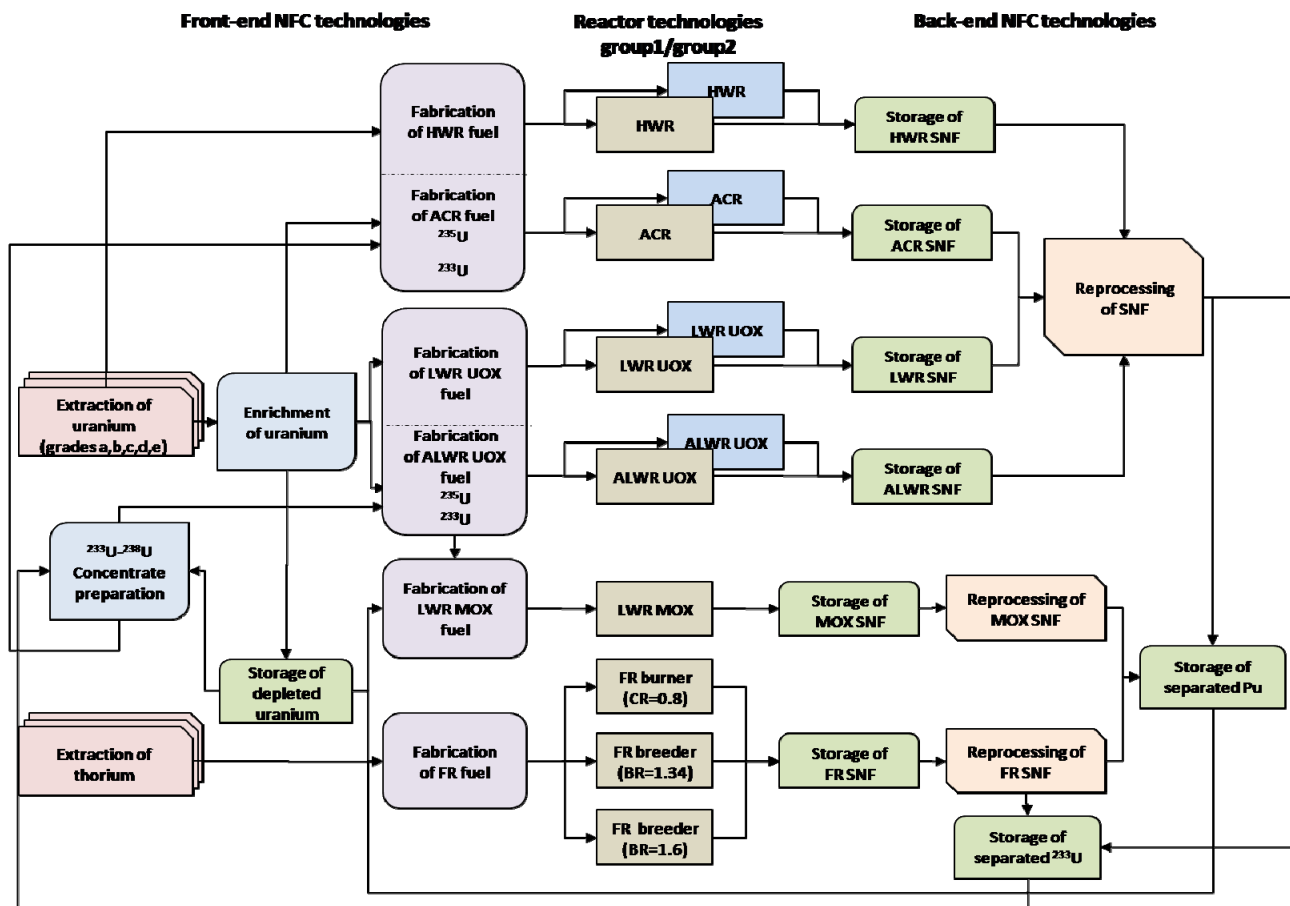 Front-end NFC technologies
Reactor technologies
group1/group2
Back-end NFC technologies
Fabrication
of HWR fuel
HWR
HWR
Storage of
HWR SNF
Fabrication
of ACR fuel
²³⁵U
²³³U
ACR
ACR
Storage of
ACR SNF
Reprocessing
of SNF
Extraction of
uranium
(grades a,b,c,d,e)
Enrichment
of uranium
Fabrication
of LWR UOX
fuel
LWR UOX
LWR UOX
Storage of
LWR SNF
Fabrication
of ALWR UOX
fuel
²³⁵U
²³³U
ALWR UOX
ALWR UOX
Storage of
ALWR SNF
²³³U-²³⁸U
Concentrate
preparation
Fabrication of
LWR MOX
fuel
LWR MOX
Storage of
MOX SNF
Reprocessing of
MOX SNF
Storage of
depleted
uranium
Storage of
separated Pu
Extraction of
thorium
Fabrication
of FR fuel
FR burner
(CR=0.8)
FR breeder
(BR=1.34)
FR breeder
(BR=1.6)
Storage of
FR SNF
Reprocessing
of FR SNF
Storage of
separated ²³³U